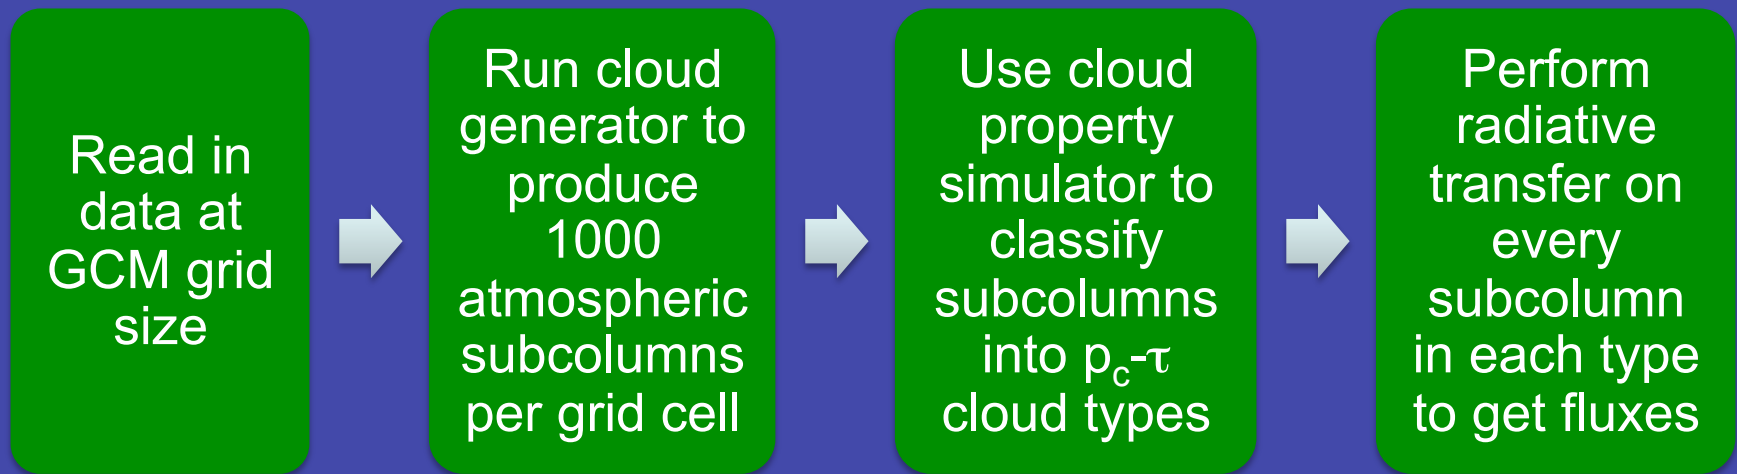 Read in
data at
GCM grid
size
Run cloud
generator to
produce
1000
atmospheric
subcolumns
per grid cell
Use cloud
property
simulator to
classify
subcolumns
into p_c-τ
cloud types
Perform
radiative
transfer on
every
subcolumn
in each type
to get fluxes